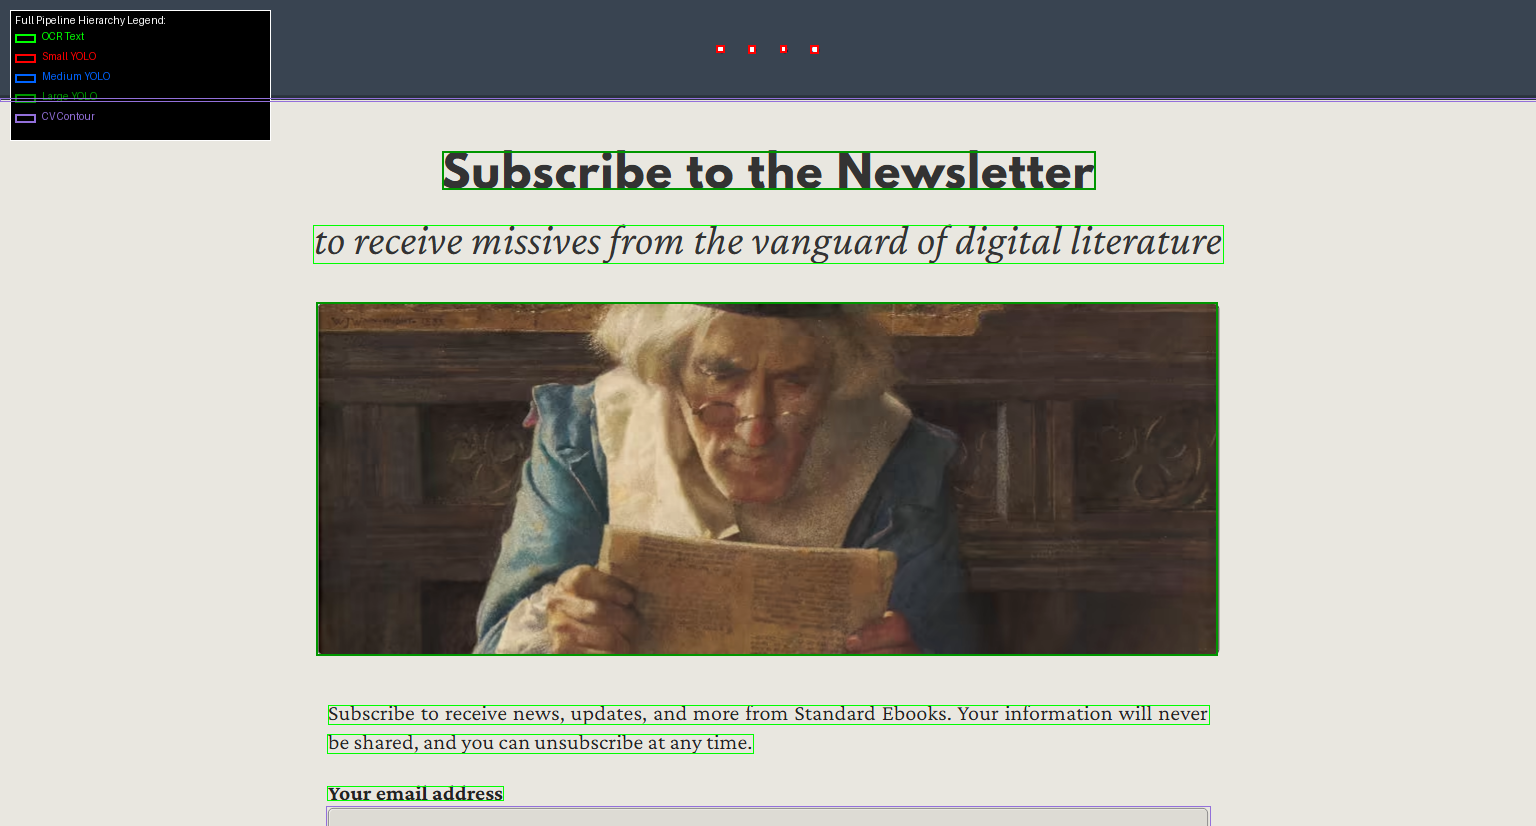 Full Pipeline Hierarchy Legend:
OCR Text
Small YOLO
Medium YOLO
Large YOLO
CV Contour
Subscribe to the Newsletter
to receive missives from the vanguard of digital literature
Subscribe to receive news, updates, and more from Standard Ebooks. Your information will never
be shared, and you can unsubscribe at any time.
Your email address